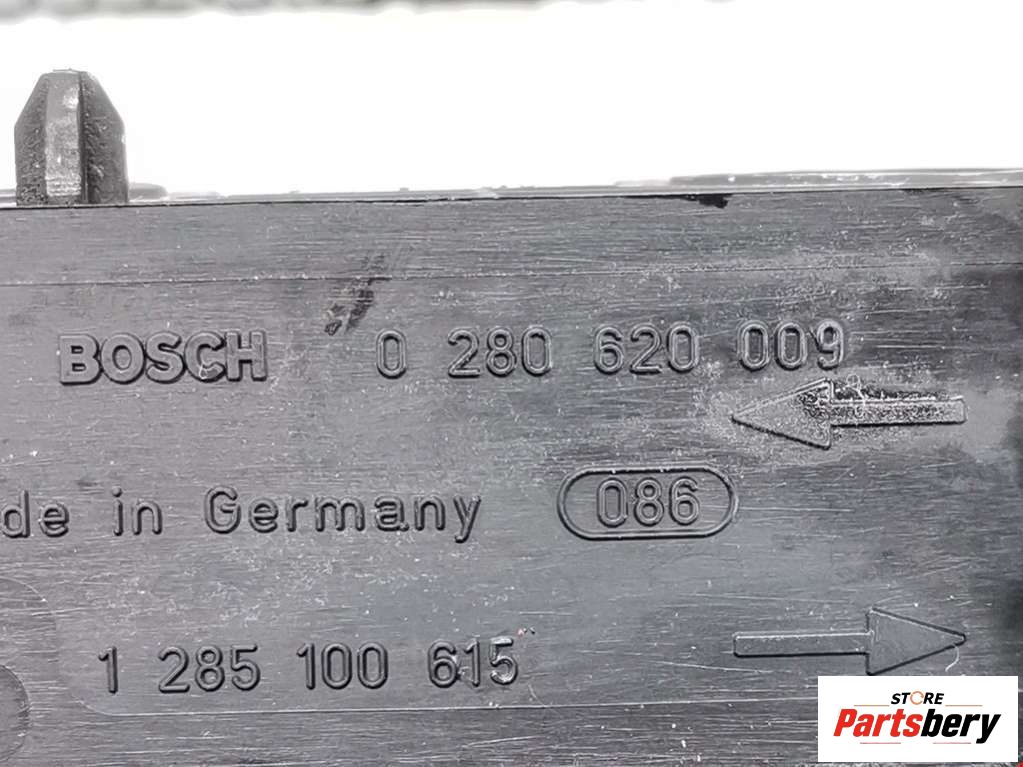 BOSCH 0 280 620 009
de in Germany 086
1 285 100 615
STORE
Partsbery